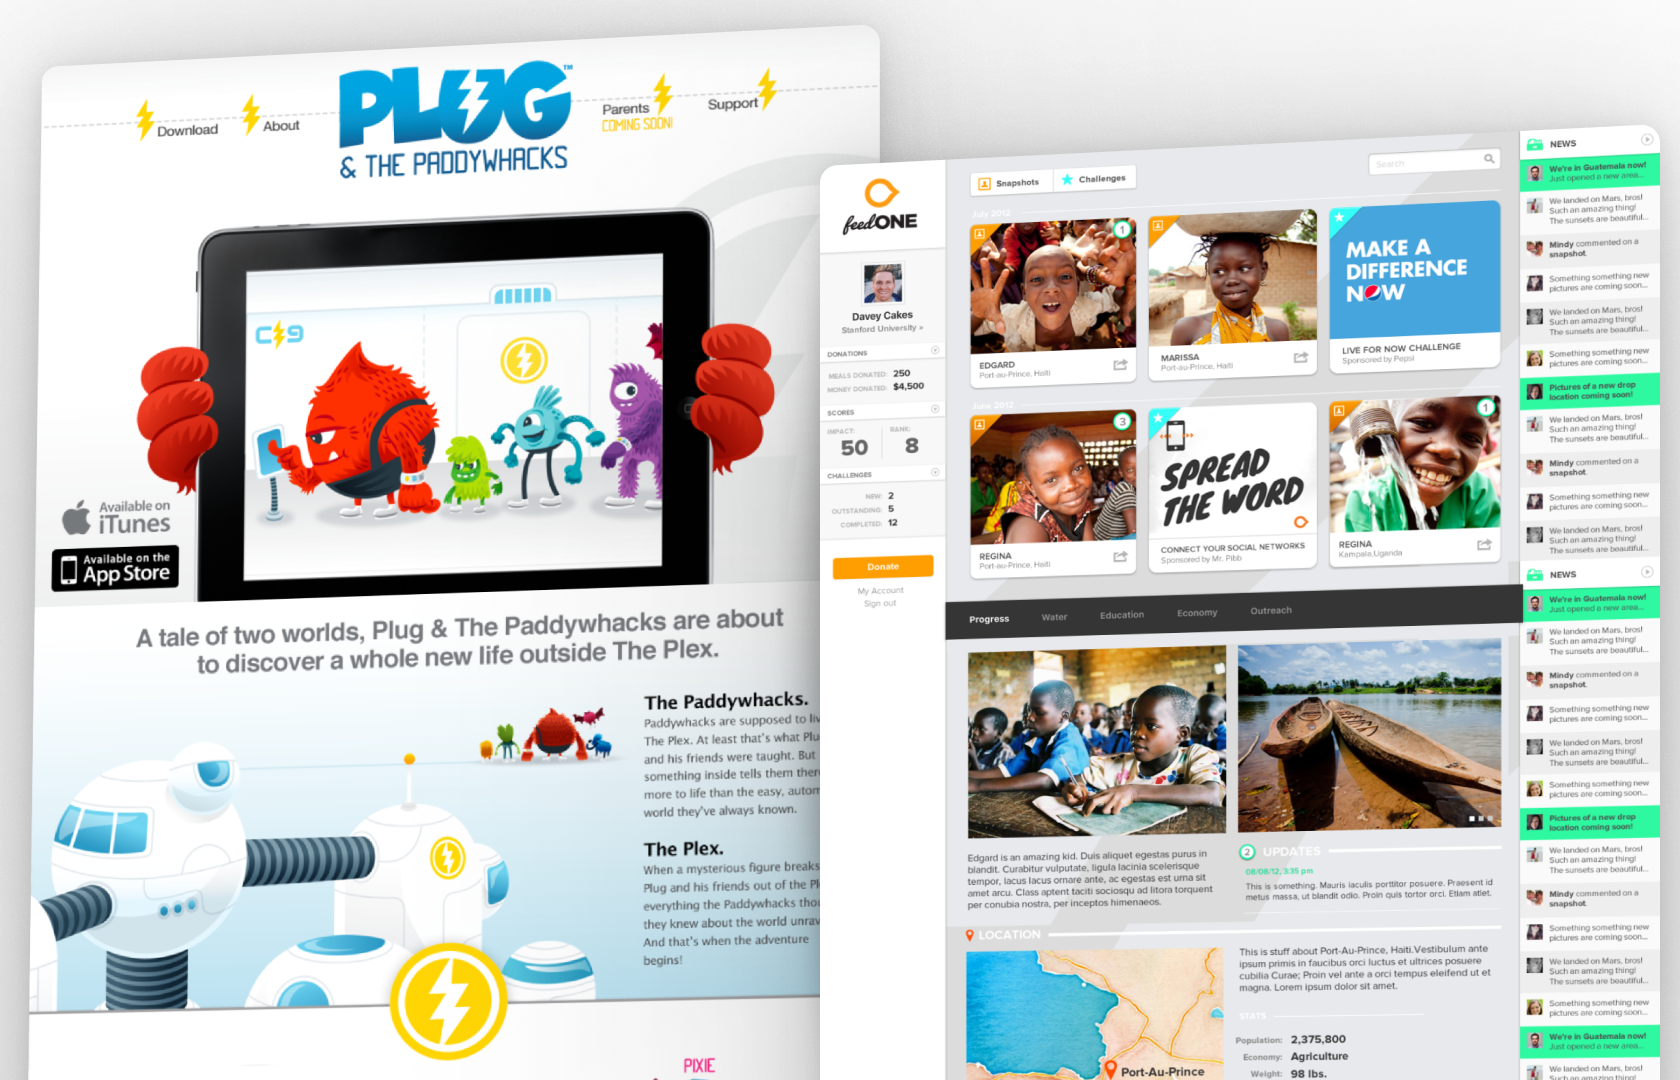 PLUG™
& THE PADDYWHACKS
Download
About
Parents
COMING SOON!
Support
C 9
Available on
iTunes
Available on the
App Store
A tale of two worlds, Plug & The Paddywhacks are about
to discover a whole new life outside The Plex.
The Paddywhacks.
Paddywhacks are supposed to
The Plex. At least that's what
and his friends were taught. But
something inside tells them
more to life than the easy,
world they've always known.
The Plex.
When a mysterious figure breaks
Plug and his friends out of the
everything the Paddywhacks
they knew about the world
And that's when the adventure
begins!
PIXIE
feedONE
Davey Cakes
Stanford University »
DONATIONS
MEALS DONATED: 250
MONEY DONATED: $4,500
SCORES
IMPACT: RANK:
50 8
CHALLENGES
NEW: 2
OUTSTANDING: 5
COMPLETED: 12
Donate
My Account
Sign out
Snapshots
Challenges
Search
July 2012
1
EDGARD
Port-au-Prince, Haiti
MARISSA
Port-au-Prince, Haiti
MAKE A
DIFFERENCE
NOW
LIVE FOR NOW CHALLENGE
Sponsored by Pepsi
June 2012
3
REGINA
Port-au-Prince, Haiti
SPREAD
THE WORD
CONNECT YOUR SOCIAL NETWORKS
Sponsored by Mr. Pibb
1
REGINA
Kampala,Uganda
Progress
Water
Education
Economy
Outreach
Edgard is an amazing kid. Duis aliquet egestas purus in
blandit. Curabitur vulputate, ligula lacinia scelerisque
tempor, lacus lacus ornare ante, ac egestas est urna sit
amet arcu. Class aptent taciti sociosqu ad litora torquent
per conubia nostra, per inceptos himenaeos.
2 UPDATES
08/08/12, 3:35 pm
This is something. Mauris iaculis porttitor posuere. Praesent id
metus massa, ut blandit odio. Proin quis tortor orci. Etiam atlet.
LOCATION
Port-Au-Prince
This is stuff about Port-Au-Prince, Haiti.Vestibulum ante
ipsum primis in faucibus orci luctus et ultrices posuere
cubilia Curae; Proin vel ante a orci tempus eleifend ut et
magna. Lorem ipsum dolor sit amet.
STATS
Population: 2,375,800
Economy: Agriculture
Weight: 98 lbs.
NEWS
We're in Guatemala now!
Just opened a new area...
We landed on Mars, bros!
Such an amazing thing!
The sunsets are beautiful...
Mindy commented on a
snapshot.
Something something new
pictures are coming soon...
We landed on Mars, bros!
Such an amazing thing!
The sunsets are beautiful...
Something something new
pictures are coming soon...
Pictures of a new drop
location coming soon!
We landed on Mars, bros!
Such an amazing thing!
The sunsets are beautiful...
Mindy commented on a
snapshot.
Something something new
pictures are coming soon...
We landed on Mars, bros!
Such an amazing thing!
The sunsets are beautiful...
NEWS
We're in Guatemala now!
Just opened a new area...
We landed on Mars, bros!
Such an amazing thing!
The sunsets are beautiful...
Mindy commented on a
snapshot.
Something something new
pictures are coming soon...
We landed on Mars, bros!
Such an amazing thing!
The sunsets are beautiful...
Something something new
pictures are coming soon...
Pictures of a new drop
location coming soon!
We landed on Mars, bros!
Such an amazing thing!
The sunsets are beautiful...
Mindy commented on a
snapshot.
Something something new
pictures are coming soon...
We landed on Mars, bros!
Such an amazing thing!
The sunsets are beautiful...
Something something new
pictures are coming soon...
We're in Guatemala now!
Just opened a new area...
We landed on Mars, bros!
Such an amazing thing!